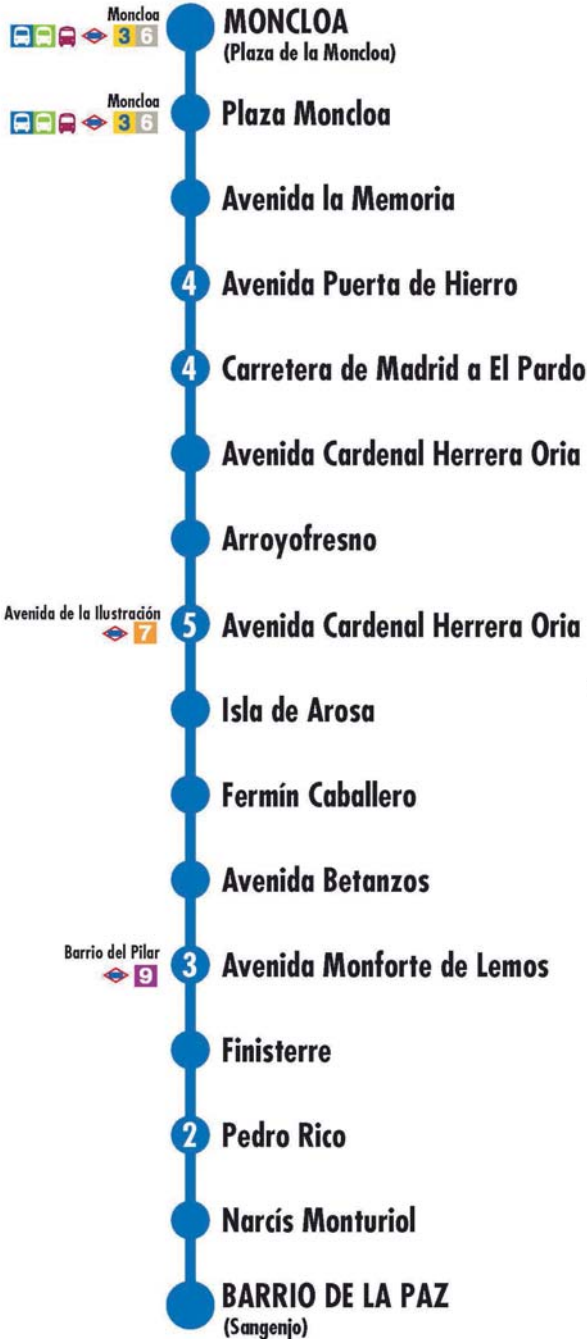 Moncloa
3 6
MONCLOA
(Plaza de la Moncloa)
Moncloa
3 6
Plaza Moncloa
Avenida la Memoria
4 Avenida Puerta de Hierro
4 Carretera de Madrid a El Pardo
Avenida Cardenal Herrera Oria
Arroyofresno
Avenida de la Ilustración
7
5 Avenida Cardenal Herrera Oria
Isla de Arosa
Fermín Caballero
Avenida Betanzos
Barrio del Pilar
9
3 Avenida Monforte de Lemos
Finisterre
2 Pedro Rico
Narcís Monturiol
BARRIO DE LA PAZ
(Sangenjo)